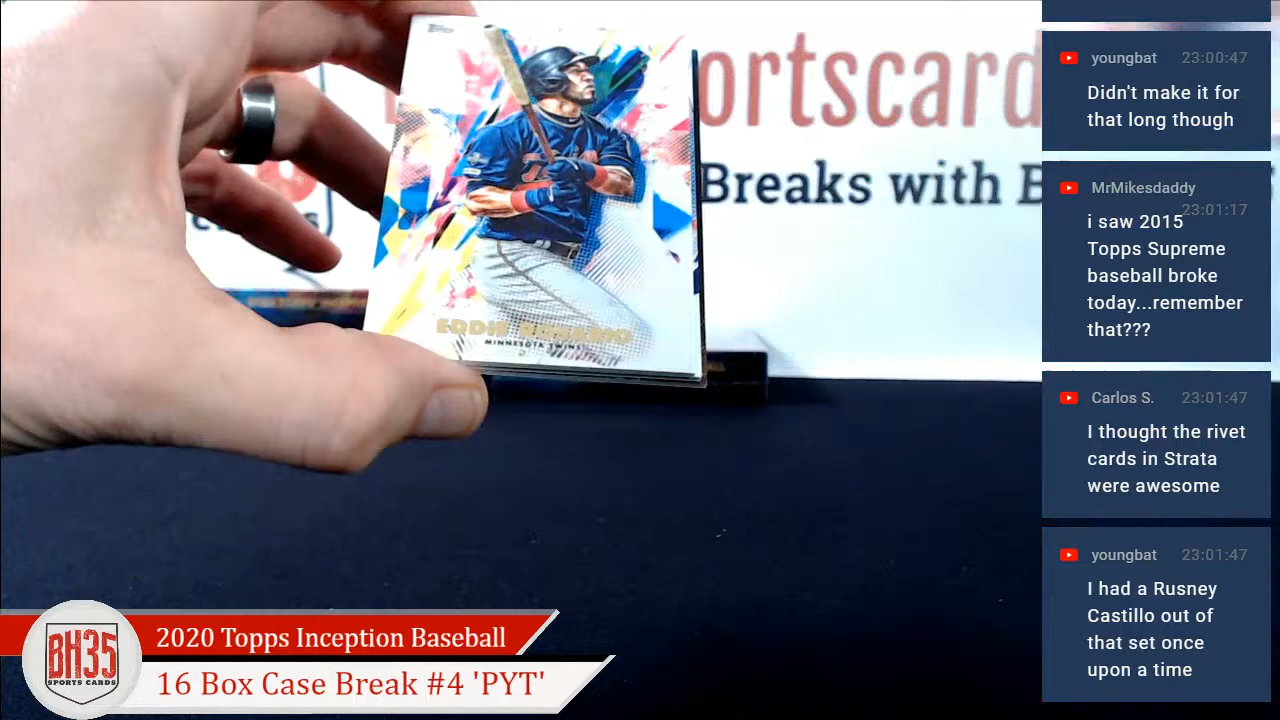 Topps
EDDIE ROSARIO
MINNESOTA TWINS
ortscard
Breaks with B
youngbat 23:00:47
Didn't make it for
that long though
MrMikesdaddy
23:01:17
i saw 2015
Topps Supreme
baseball broke
today...remember
that???
Carlos S. 23:01:47
I thought the rivet
cards in Strata
were awesome
youngbat 23:01:47
I had a Rusney
Castillo out of
that set once
upon a time
BH35
SPORTS CARDS
2020 Topps Inception Baseball
16 Box Case Break #4 'PYT'